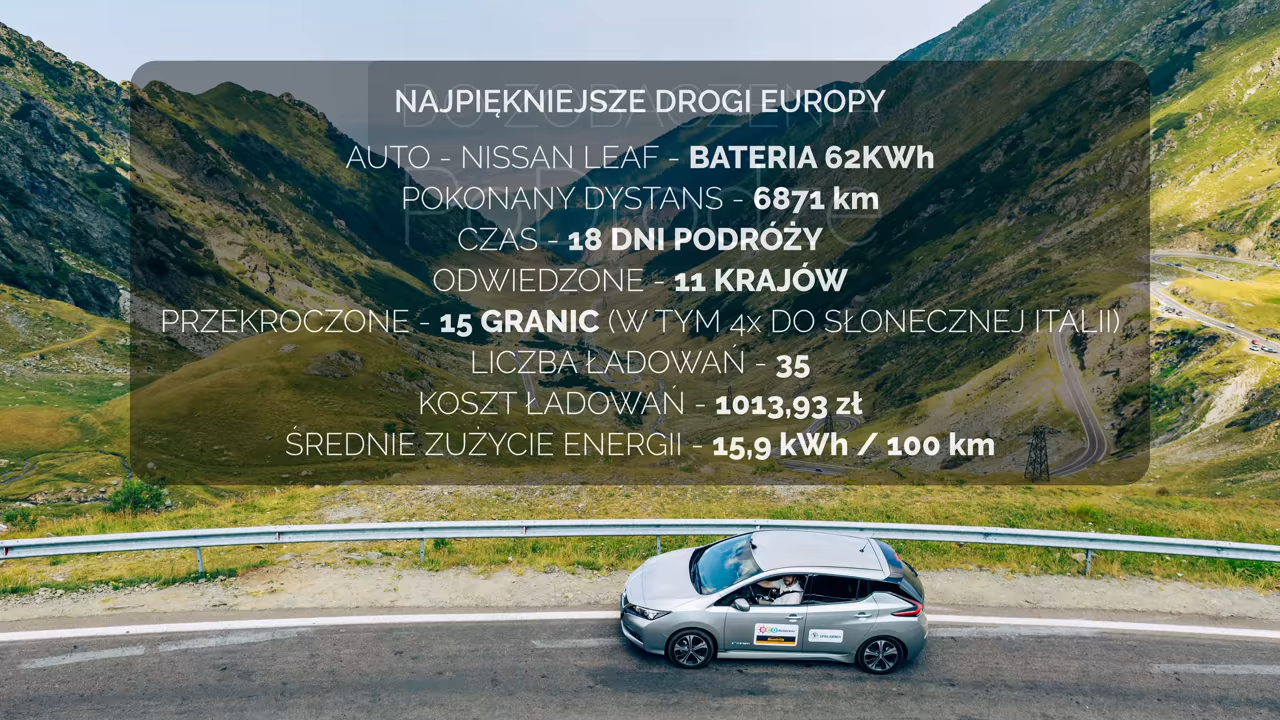 NAJPIĘKNIEJSZE DROGI EUROPY
AUTO - NISSAN LEAF - BATERIA 62KWh
POKONANY DYSTANS - 6871 km
CZAS - 18 DNI PODRÓŻY
ODWIEDZONE - 11 KRAJÓW
PRZEKROCZONE - 15 GRANIC (W TYM 4x DO SŁONECZNEJ ITALII)
LICZBA ŁADOWAŃ - 35
KOSZT ŁADOWAŃ - 1013,93 zł
ŚREDNIE ZUŻYCIE ENERGII - 15,9 kWh / 100 km